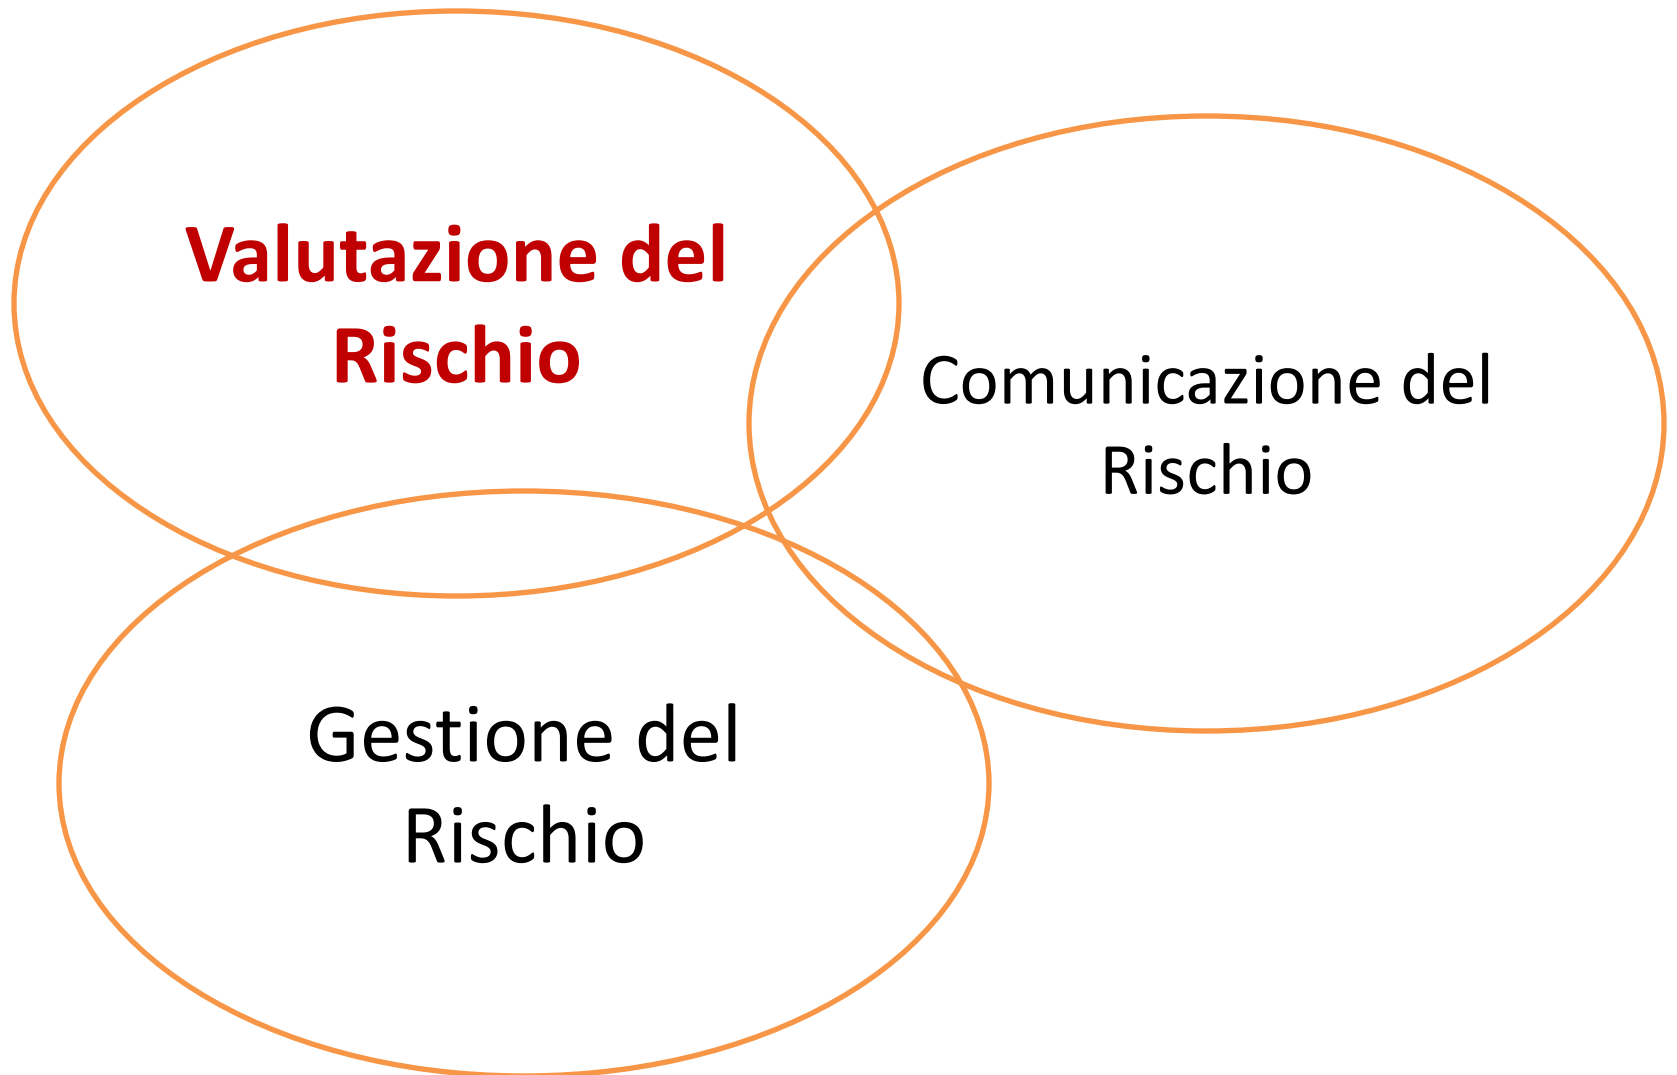 Valutazione del
Rischio
Comunicazione del
Rischio
Gestione del
Rischio